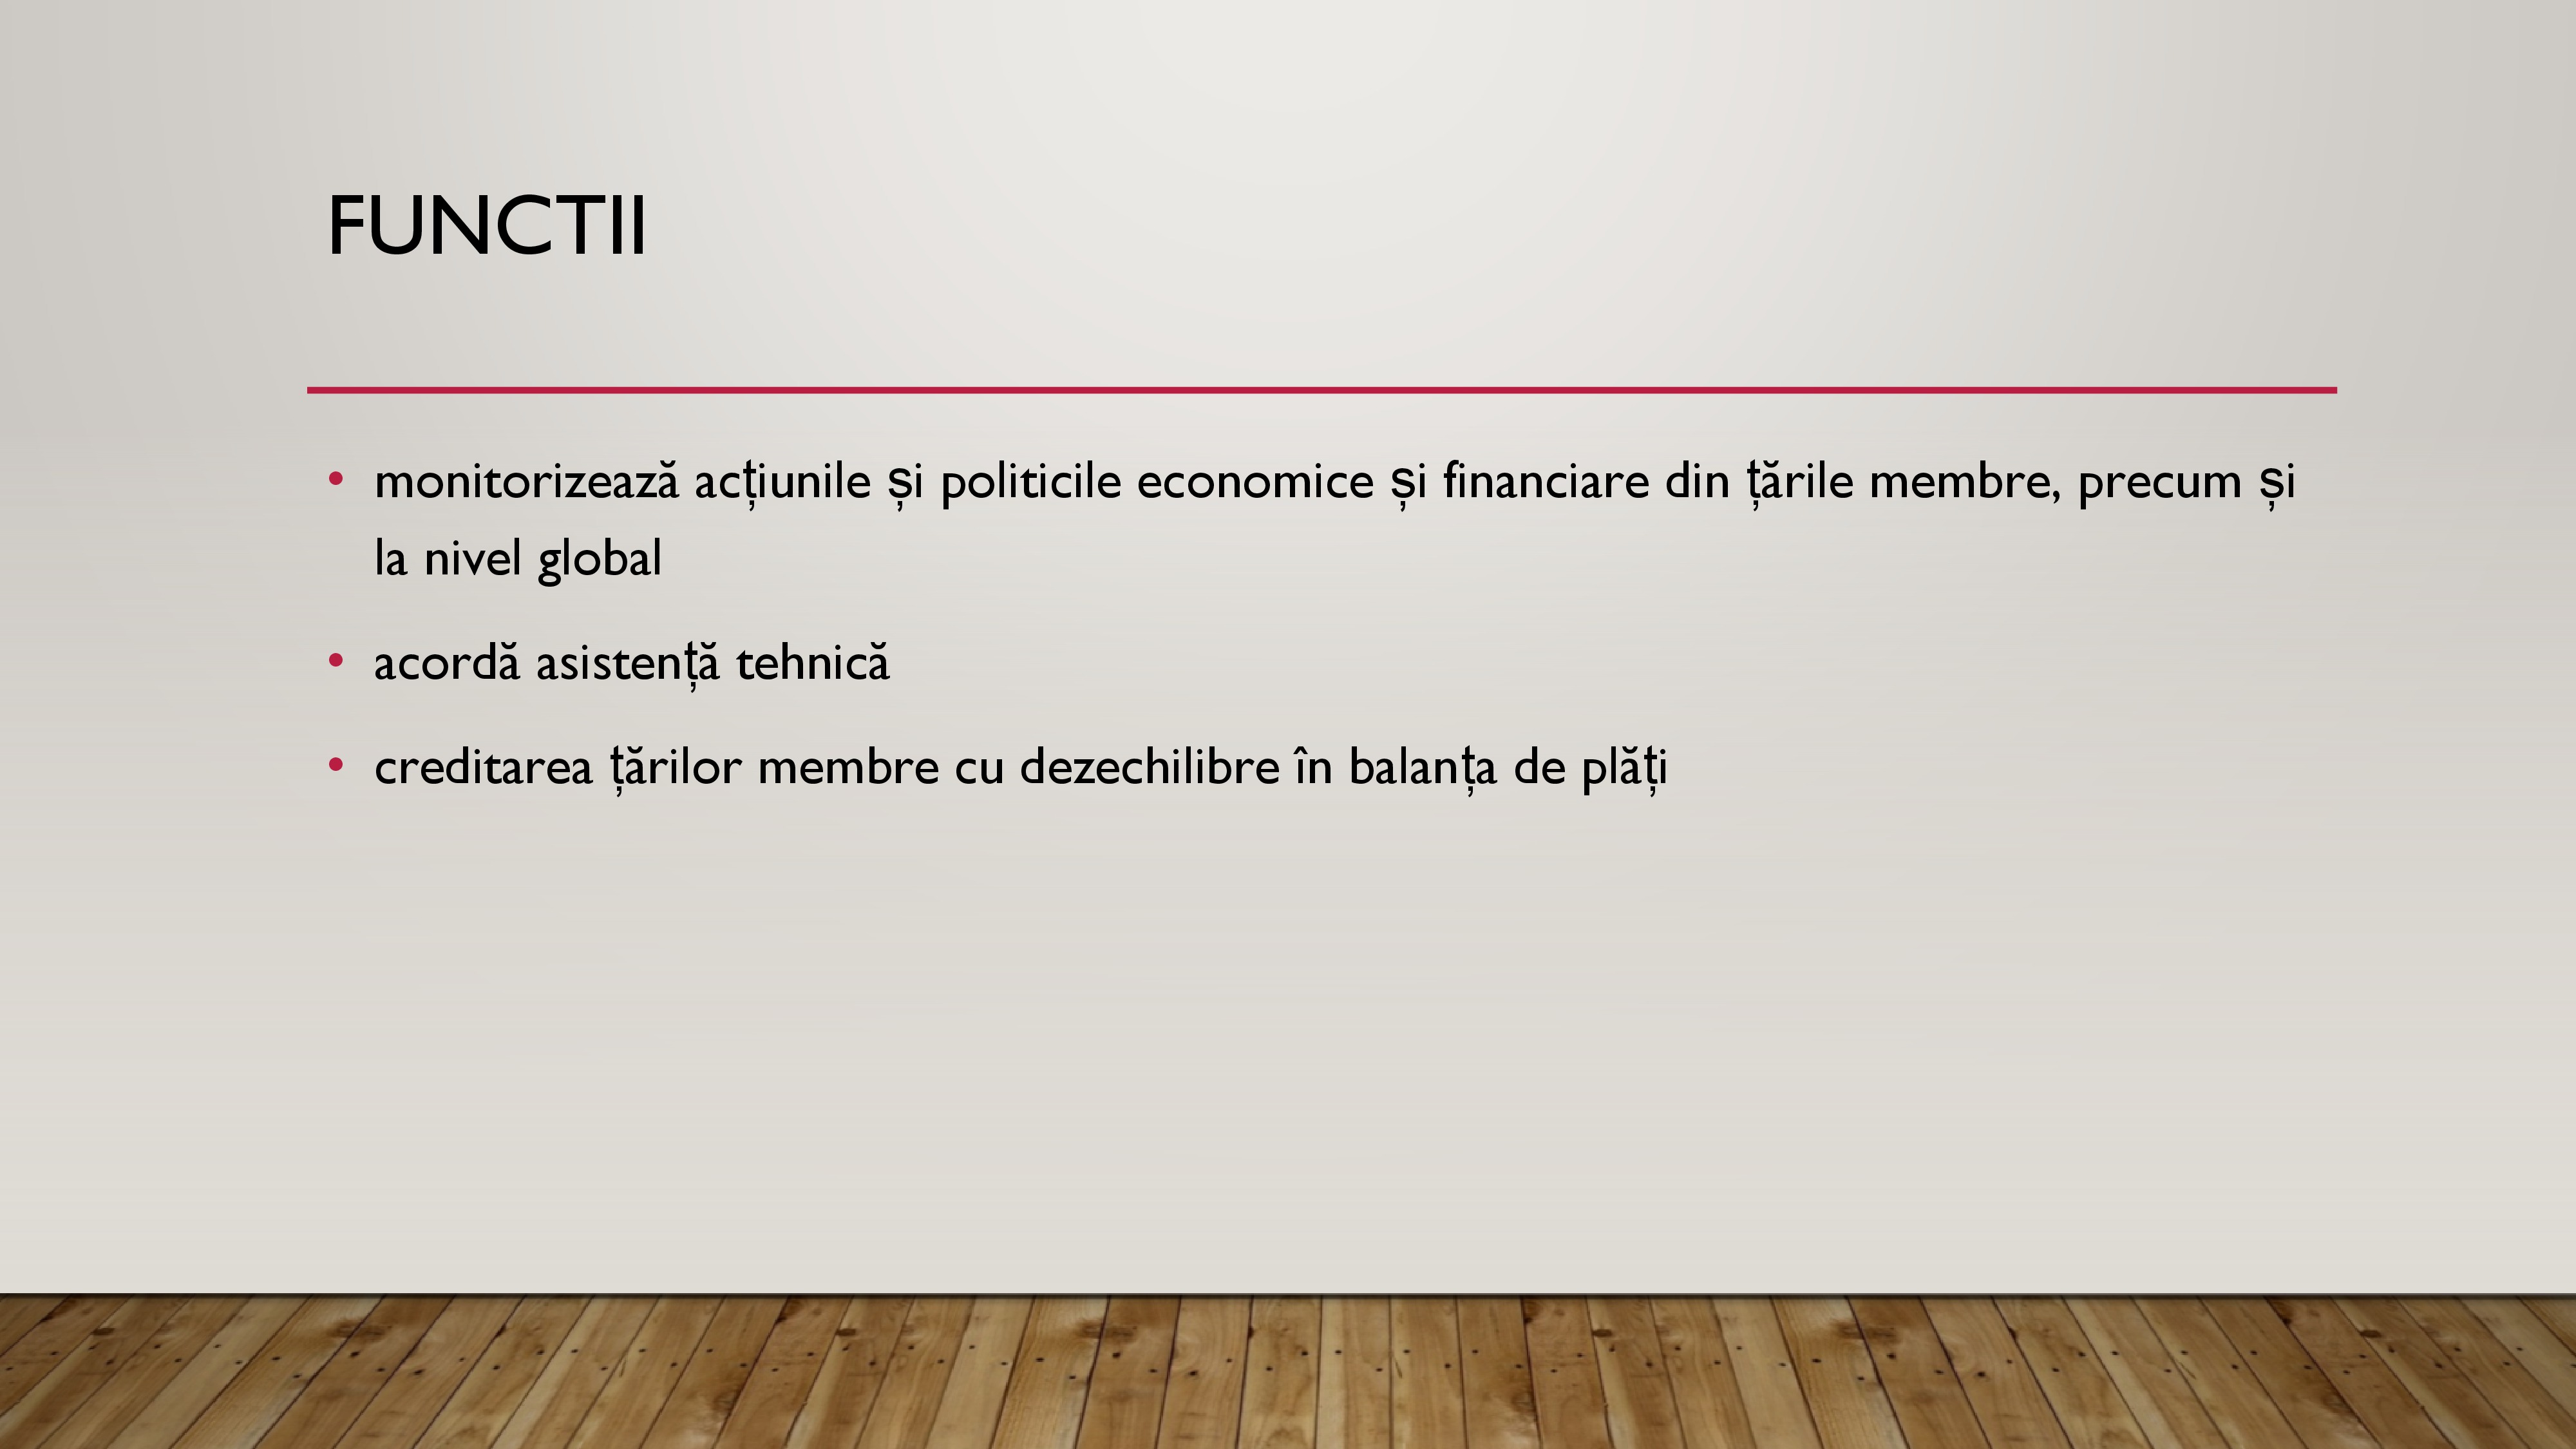 FUNCTII
• monitorizează acțiunile și politicile economice și financiare din țările membre, precum și
la nivel global
• acordă asistență tehnică
• creditarea țărilor membre cu dezechilibre în balanța de plăți